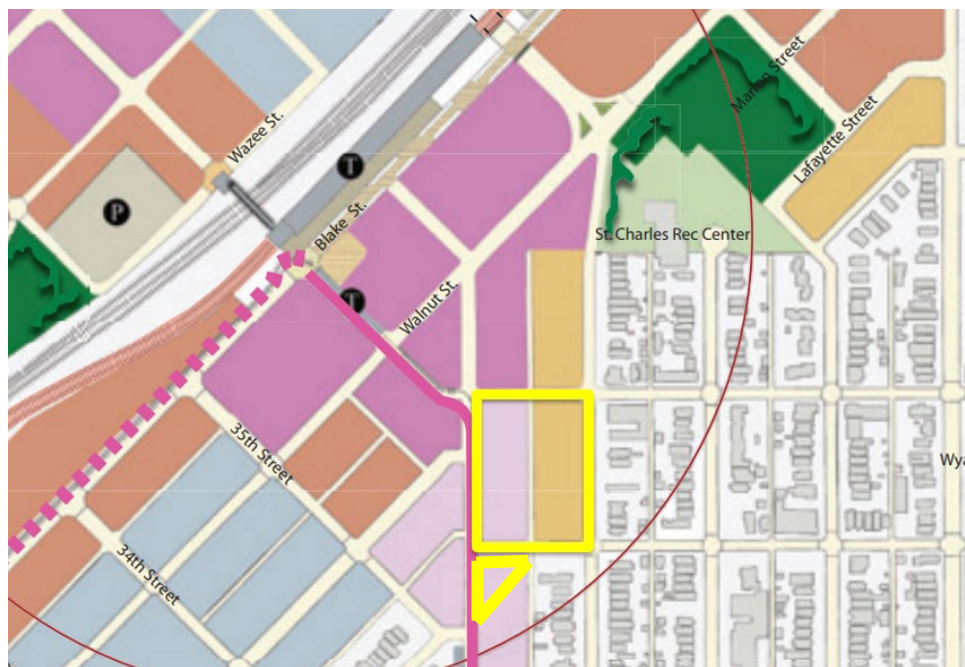 Marion Street
Wazee St.
Lafayette Street
T
P
Blake St.
St. Charles Rec Center
T
Walnut St.
35th Street
Wya
34th Street